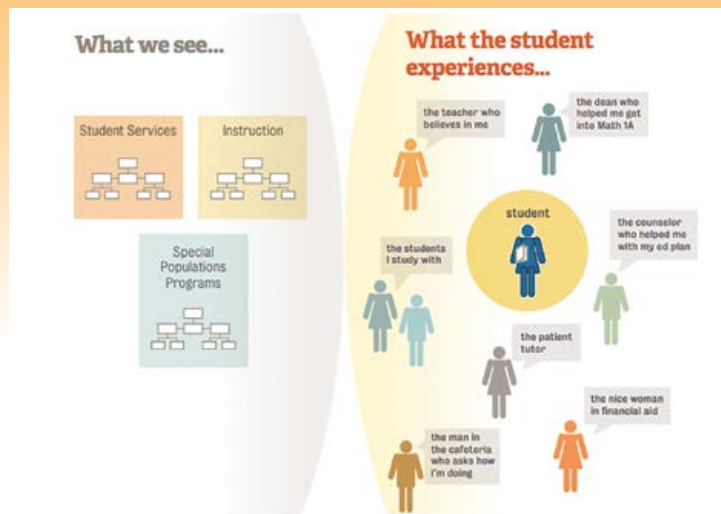 What we see...
Student Services
Instruction
Special
Populations
Programs
What the student
experiences...
the teacher who
believes in me
the dean who
helped me get
into Math 1A
student
the counselor
who helped me
with my ed plan
the students
I study with
the patient
tutor
the nice woman
in financial aid
the man in
the cafeteria
who asks how
I'm doing